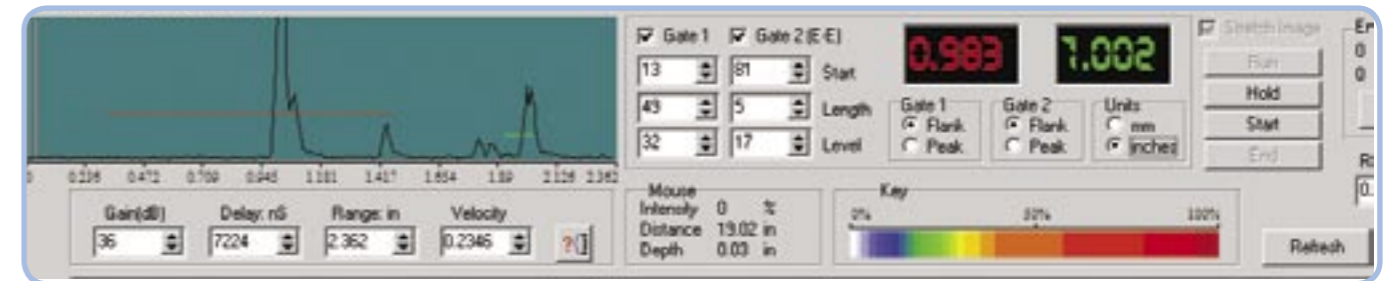 Gate 1 Gate 2 (E-E)
13 81 Start
49 5 Length
32 17 Level
0.983 1.002
Gate 1
Flank
Peak
Gate 2
Flank
Peak
Units
mm
inches
Stretch Image
Run
Hold
Start
End
0
0
0.236 0.472 0.709 0.945 1.181 1.417 1.654 1.89 2.126 2.362
Gain(dB) Delay: nS Range: in Velocity
36 7224 2.362 0.2346 ?
Mouse
Intensity 0 %
Distance 19.02 in
Depth 0.03 in
Key
0% 50% 100%
Refresh